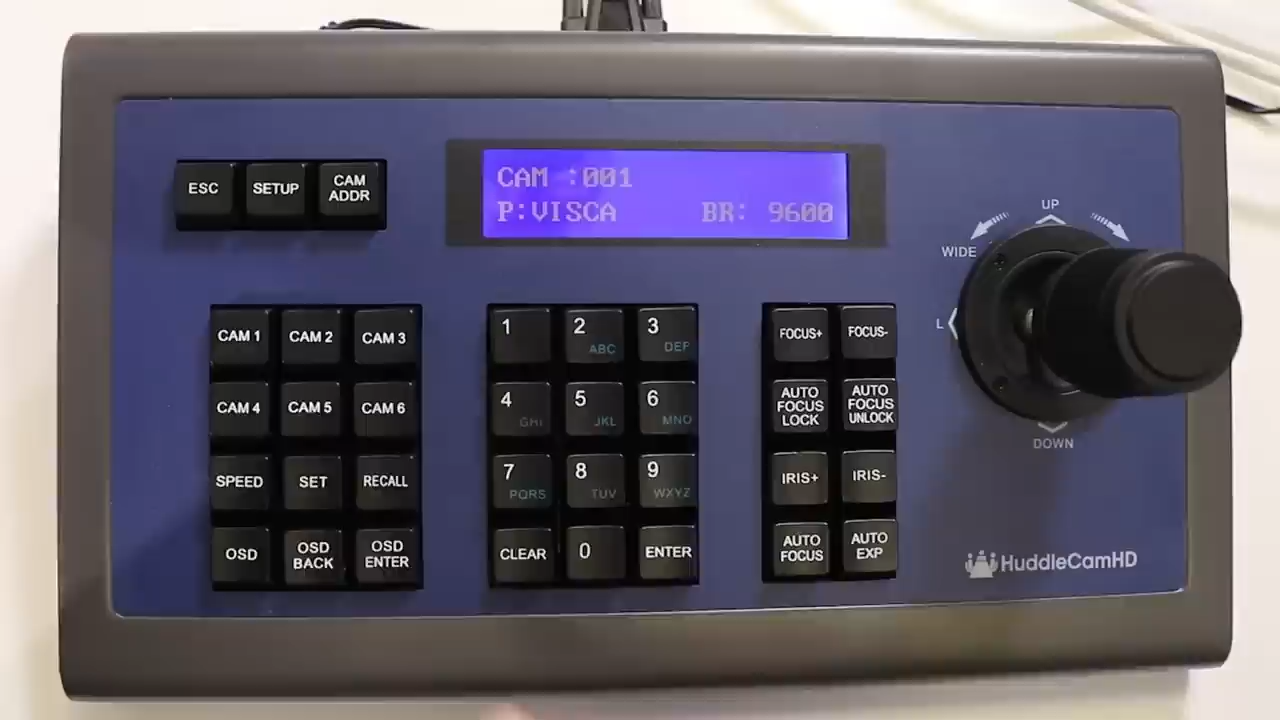 ESC SETUP CAM ADDR
CAM :001
P:VISCA BR: 9600
UP
WIDE
L
DOWN
CAM 1 CAM 2 CAM 3
CAM 4 CAM 5 CAM 6
SPEED SET RECALL
OSD OSD BACK OSD ENTER
1 2 ABC 3 DEF
4 GHI 5 JKL 6 MNO
7 PQRS 8 TUV 9 WXYZ
CLEAR 0 ENTER
FOCUS+ FOCUS-
AUTO FOCUS LOCK AUTO FOCUS UNLOCK
IRIS+ IRIS-
AUTO FOCUS AUTO EXP
HuddleCamHD